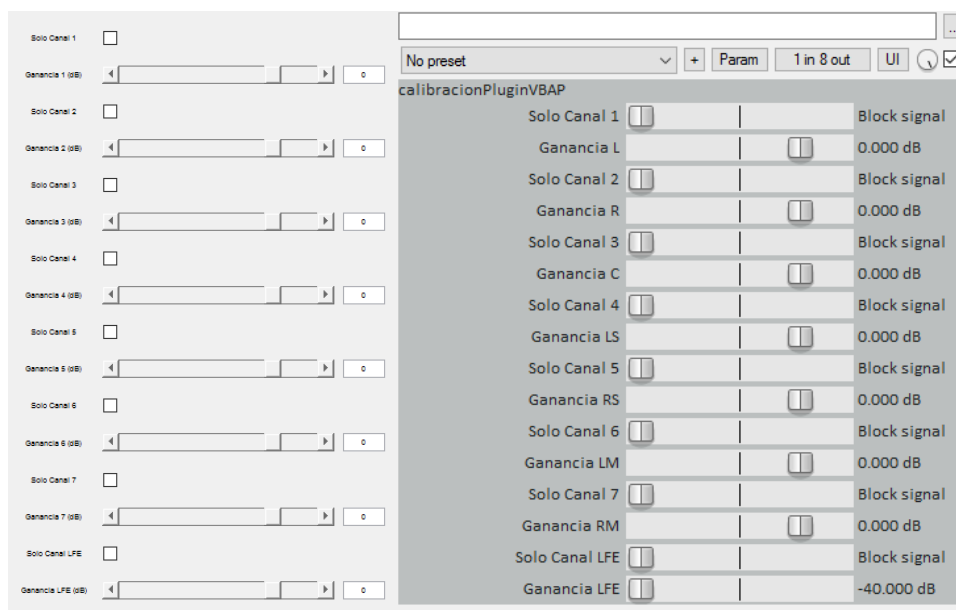 Solo Canal 1
Ganancia 1 (dB) 0
Solo Canal 2
Ganancia 2 (dB) 0
Solo Canal 3
Ganancia 3 (dB) 0
Solo Canal 4
Ganancia 4 (dB) 0
Solo Canal 5
Ganancia 5 (dB) 0
Solo Canal 6
Ganancia 6 (dB) 0
Solo Canal 7
Ganancia 7 (dB) 0
Solo Canal LFE
Ganancia LFE (dB) 0
...
No preset + Param 1 in 8 out UI
calibracionPluginVBAP
Solo Canal 1 Block signal
Ganancia L 0.000 dB
Solo Canal 2 Block signal
Ganancia R 0.000 dB
Solo Canal 3 Block signal
Ganancia C 0.000 dB
Solo Canal 4 Block signal
Ganancia LS 0.000 dB
Solo Canal 5 Block signal
Ganancia RS 0.000 dB
Solo Canal 6 Block signal
Ganancia LM 0.000 dB
Solo Canal 7 Block signal
Ganancia RM 0.000 dB
Solo Canal LFE Block signal
Ganancia LFE -40.000 dB